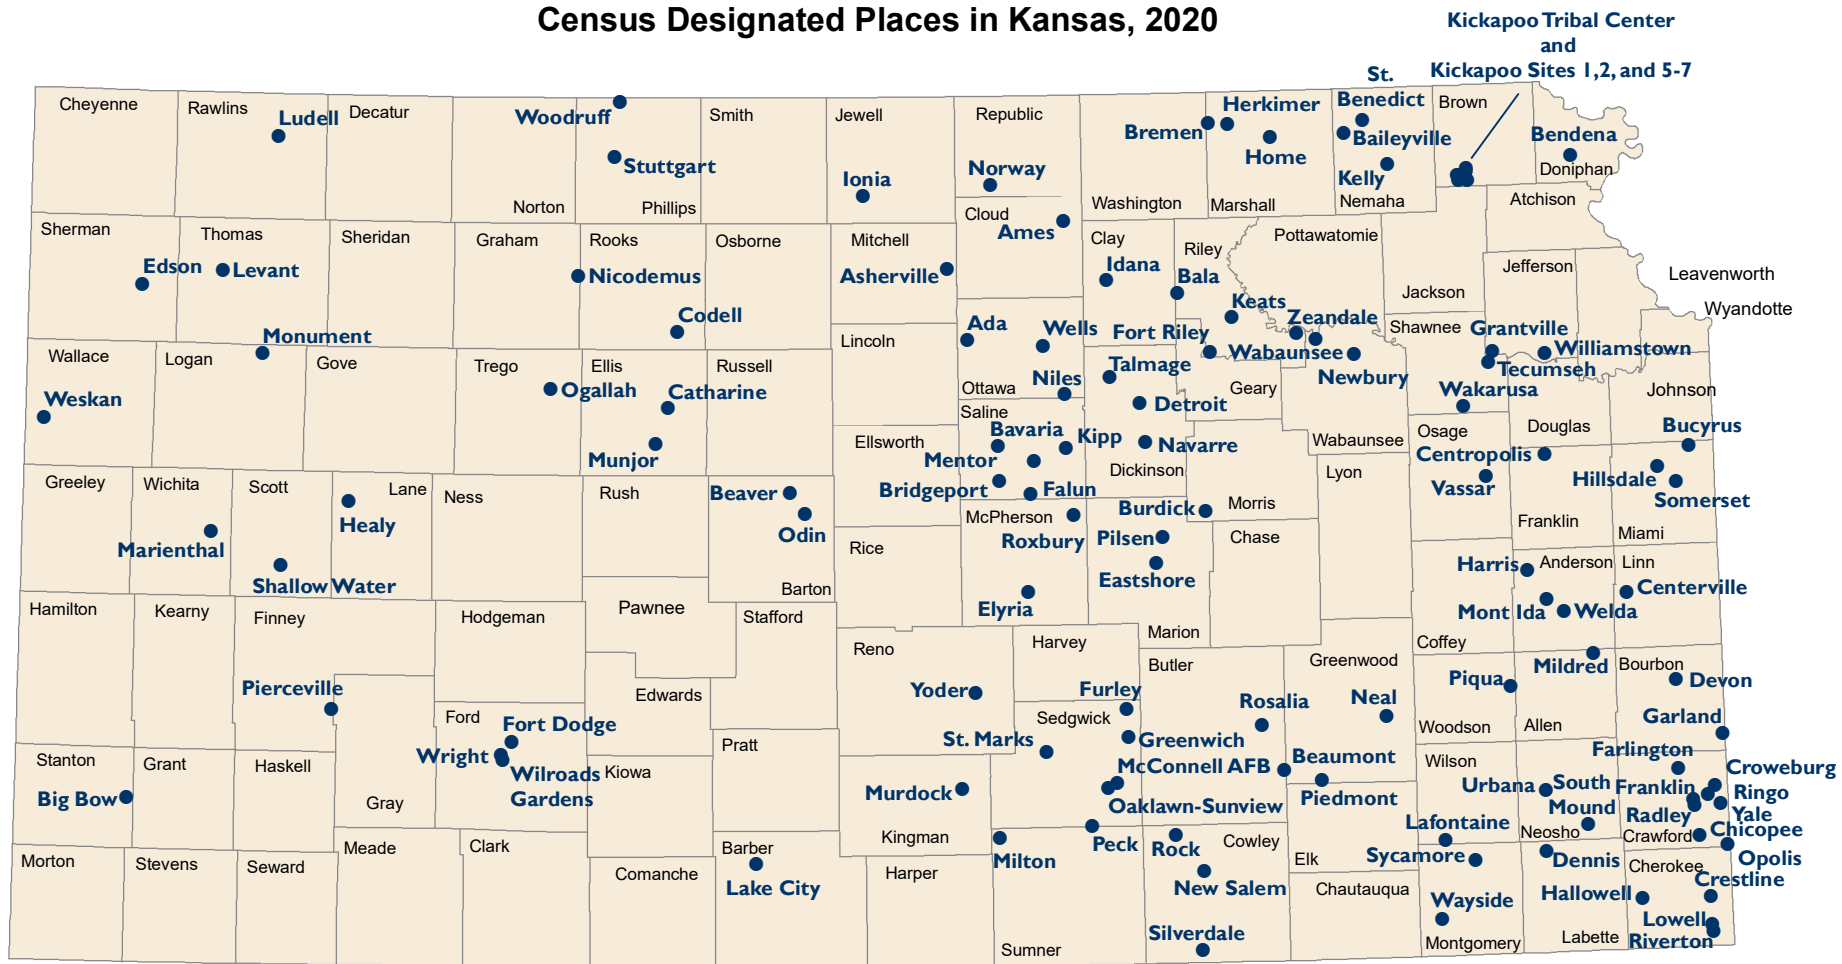 Census Designated Places in Kansas, 2020
Kickapoo Tribal Center
and
Kickapoo Sites 1,2, and 5-7
Cheyenne
Rawlins
Ludell
Decatur
Woodruff
Stuttgart
Norton
Phillips
Smith
Jewell
Ionia
Republic
Norway
Washington
Bremen
Herkimer
Home
Marshall
St.
Benedict
Baileyville
Kelly
Nemaha
Brown
Bendena
Doniphan
Atchison
Sherman
Edson
Thomas
Levant
Sheridan
Graham
Rooks
Nicodemus
Codell
Osborne
Mitchell
Asherville
Cloud
Ames
Clay
Idana
Riley
Bala
Keats
Pottawatomie
Zeandale
Jackson
Jefferson
Leavenworth
Wyandotte
Monument
Wallace
Weskan
Logan
Gove
Trego
Ogallah
Ellis
Catharine
Munjor
Russell
Lincoln
Ada
Wells
Ottawa
Niles
Fort Riley
Talmage
Detroit
Navarre
Dickinson
Geary
Wabaunsee
Newbury
Wabaunsee
Shawnee
Grantville
Williamstown
Tecumseh
Wakarusa
Johnson
Bucyrus
Douglas
Osage
Centropolis
Vassar
Hillsdale
Somerset
Franklin
Miami
Saline
Bavaria
Kipp
Mentor
Bridgeport
Falun
Ellsworth
Greeley
Wichita
Marienthal
Scott
Shallow Water
Lane
Healy
Ness
Rush
Beaver
Odin
Barton
Rice
McPherson
Roxbury
Elyria
Burdick
Pilsen
Eastshore
Marion
Morris
Chase
Lyon
Harris
Anderson
Mont Ida
Welda
Linn
Centerville
Coffey
Hamilton
Kearny
Finney
Pierceville
Hodgeman
Pawnee
Stafford
Edwards
Reno
Yoder
Harvey
Furley
Sedgwick
St. Marks
Greenwich
McConnell AFB
Oaklawn-Sunview
Butler
Rosalia
Greenwood
Neal
Beaumont
Piedmont
Piqua
Woodson
Mildred
Allen
Bourbon
Devon
Garland
Stanton
Big Bow
Grant
Haskell
Gray
Ford
Fort Dodge
Wright
Wilroads
Gardens
Kiowa
Pratt
Murdock
Kingman
Milton
Peck
Rock
Cowley
New Salem
Silverdale
Elk
Chautauqua
Wilson
Urbana
South
Mound
Neosho
Lafontaine
Sycamore
Wayside
Montgomery
Dennis
Labette
Farlington
Croweburg
Franklin
Ringo
Radley
Yale
Crawford
Chicopee
Opolis
Cherokee
Crestline
Hallowell
Lowell
Riverton
Morton
Stevens
Seward
Meade
Clark
Comanche
Barber
Lake City
Harper
Sumner